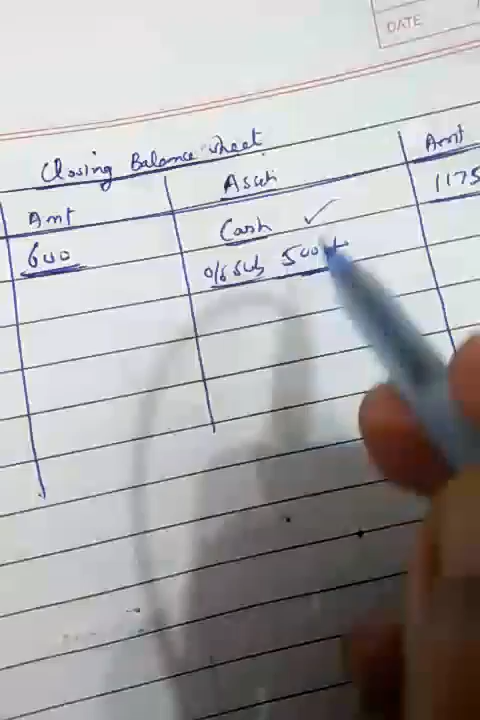 DATE
Closing Balance sheet
Amt Assets Amt
600 Cash ✓ 1175
o/s sub 500